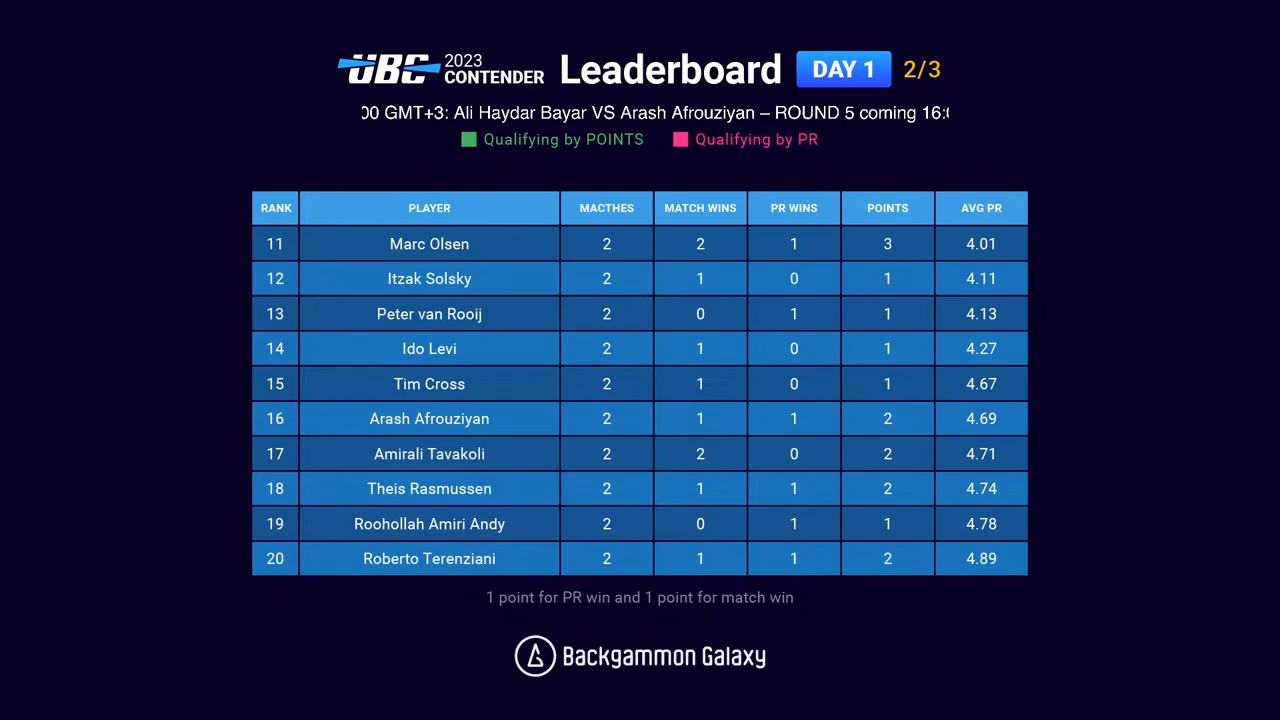 UBC 2023 CONTENDER Leaderboard DAY 1 2/3
00 GMT+3: Ali Haydar Bayar VS Arash Afrouziyan – ROUND 5 coming 16:
Qualifying by POINTS Qualifying by PR
RANK PLAYER MACTHES MATCH WINS PR WINS POINTS AVG PR
11 Marc Olsen 2 2 1 3 4.01
12 Itzak Solsky 2 1 0 1 4.11
13 Peter van Rooij 2 0 1 1 4.13
14 Ido Levi 2 1 0 1 4.27
15 Tim Cross 2 1 0 1 4.67
16 Arash Afrouziyan 2 1 1 2 4.69
17 Amirali Tavakoli 2 2 0 2 4.71
18 Theis Rasmussen 2 1 1 2 4.74
19 Roohollah Amiri Andy 2 0 1 1 4.78
20 Roberto Terenziani 2 1 1 2 4.89
1 point for PR win and 1 point for match win
Backgammon Galaxy